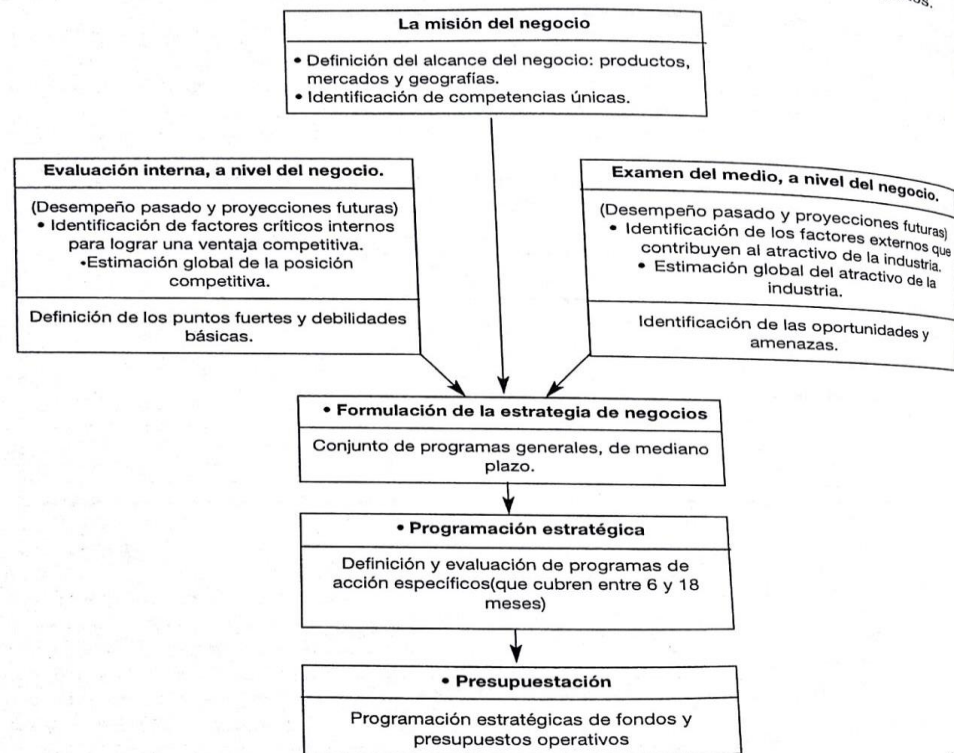 La misión del negocio
• Definición del alcance del negocio: productos,
mercados y geografías.
• Identificación de competencias únicas.
Evaluación interna, a nivel del negocio.
(Desempeño pasado y proyecciones futuras)
• Identificación de factores críticos internos
para lograr una ventaja competitiva.
•Estimación global de la posición
competitiva.
Definición de los puntos fuertes y debilidades
básicas.
Examen del medio, a nivel del negocio.
(Desempeño pasado y proyecciones futuras)
• Identificación de los factores externos que
contribuyen al atractivo de la industria.
• Estimación global del atractivo de la
industria.
Identificación de las oportunidades y
amenazas.
• Formulación de la estrategia de negocios
Conjunto de programas generales, de mediano
plazo.
• Programación estratégica
Definición y evaluación de programas de
acción específicos(que cubren entre 6 y 18
meses)
• Presupuestación
Programación estratégicas de fondos y
presupuestos operativos